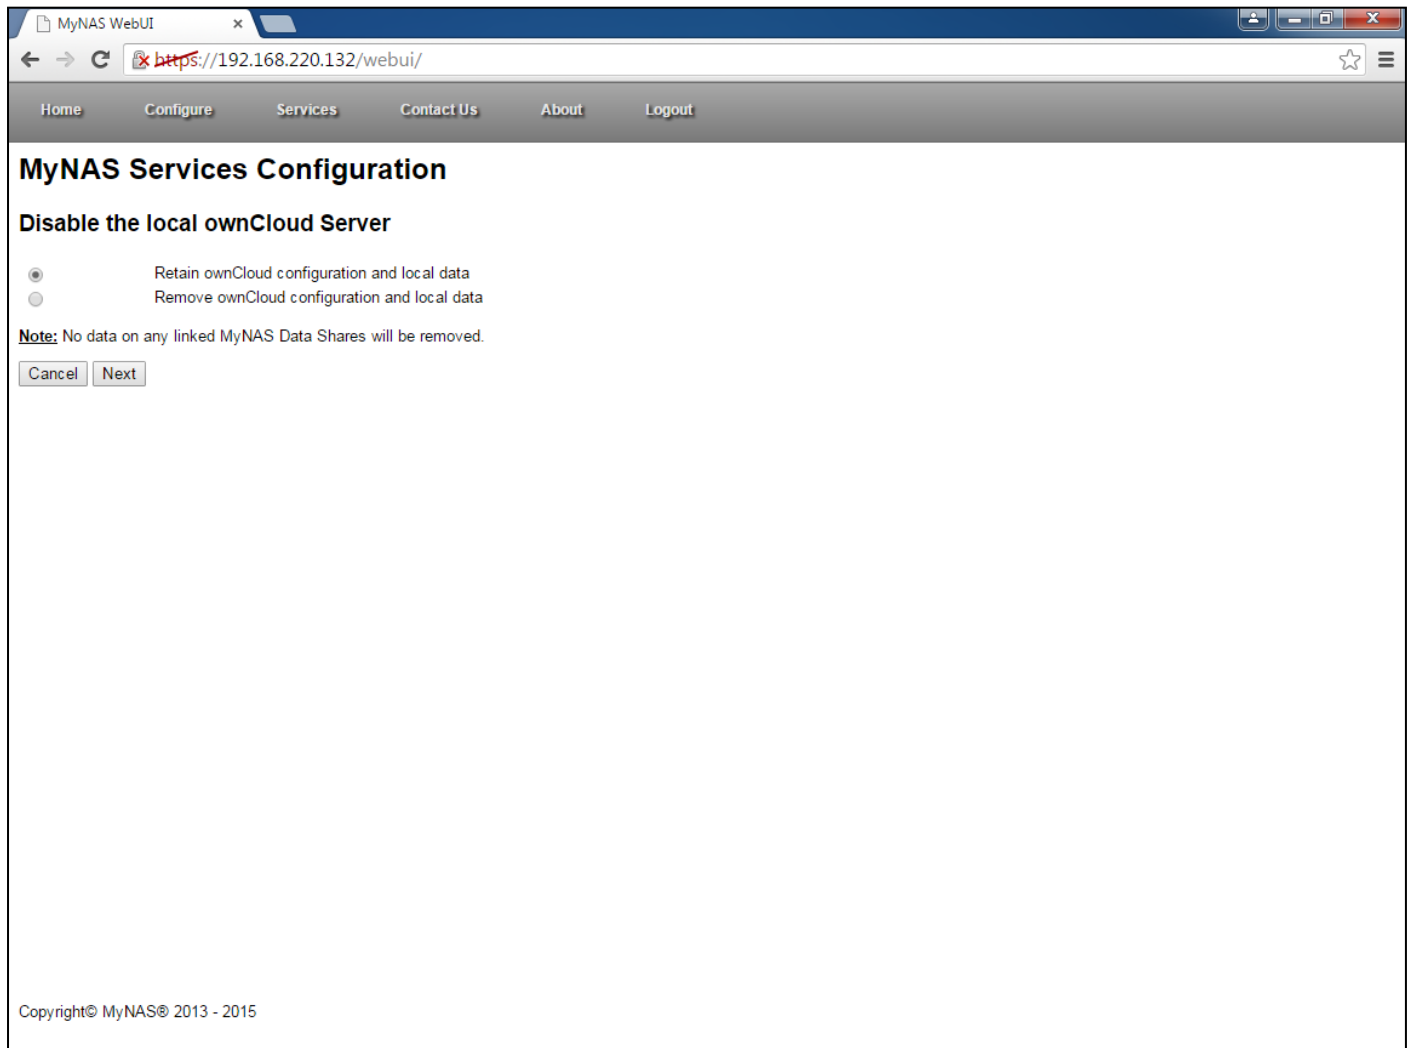 MyNAS WebUI
https://192.168.220.132/webui/
Home Configure Services Contact Us About Logout
MyNAS Services Configuration
Disable the local ownCloud Server
Retain ownCloud configuration and local data
Remove ownCloud configuration and local data
Note: No data on any linked MyNAS Data Shares will be removed.
Cancel Next
Copyright© MyNAS® 2013 - 2015